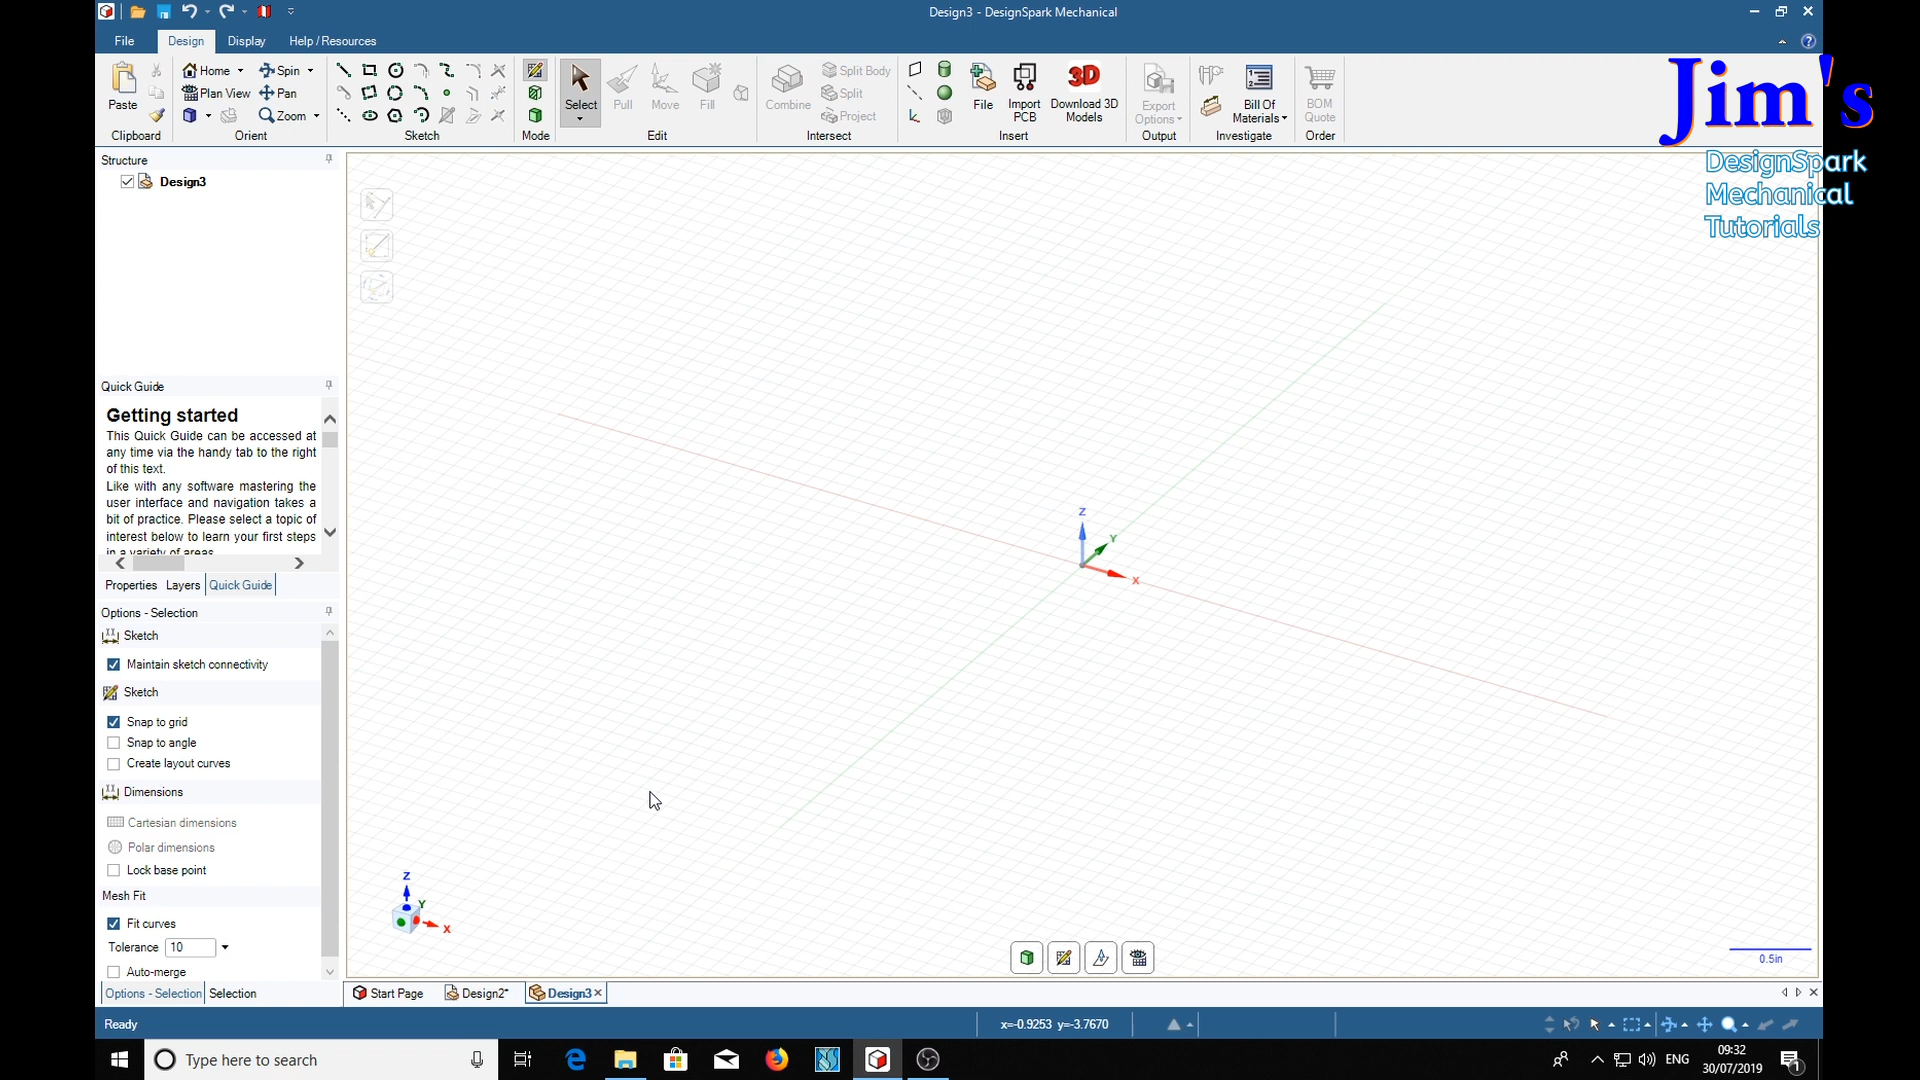 Design3 - DesignSpark Mechanical
File Design Display Help / Resources
Paste
Clipboard
Home Spin
Plan View Pan
Zoom
Orient
Sketch
Mode
Select Pull Move Fill
Edit
Combine
Split Body
Split
Project
Intersect
File
Import PCB
Download 3D Models
3D
Insert
Export Options
Output
Bill Of Materials
Investigate
BOM Quote
Order
Jim's
DesignSpark
Mechanical
Tutorials
Structure
Design3
Quick Guide
Getting started
This Quick Guide can be accessed at
any time via the handy tab to the right
of this text.
Like with any software mastering the
user interface and navigation takes a
bit of practice. Please select a topic of
interest below to learn your first steps
in a variety of areas.
Properties Layers Quick Guide
Options - Selection
Sketch
Maintain sketch connectivity
Sketch
Snap to grid
Snap to angle
Create layout curves
Dimensions
Cartesian dimensions
Polar dimensions
Lock base point
Mesh Fit
Fit curves
Tolerance 10
Auto-merge
Options - Selection Selection
Z
Y
X
Z
Y
X
0.5in
Start Page Design2* Design3
Ready
x=-0.9253 y=-3.7670
Type here to search
ENG
09:32
30/07/2019
1